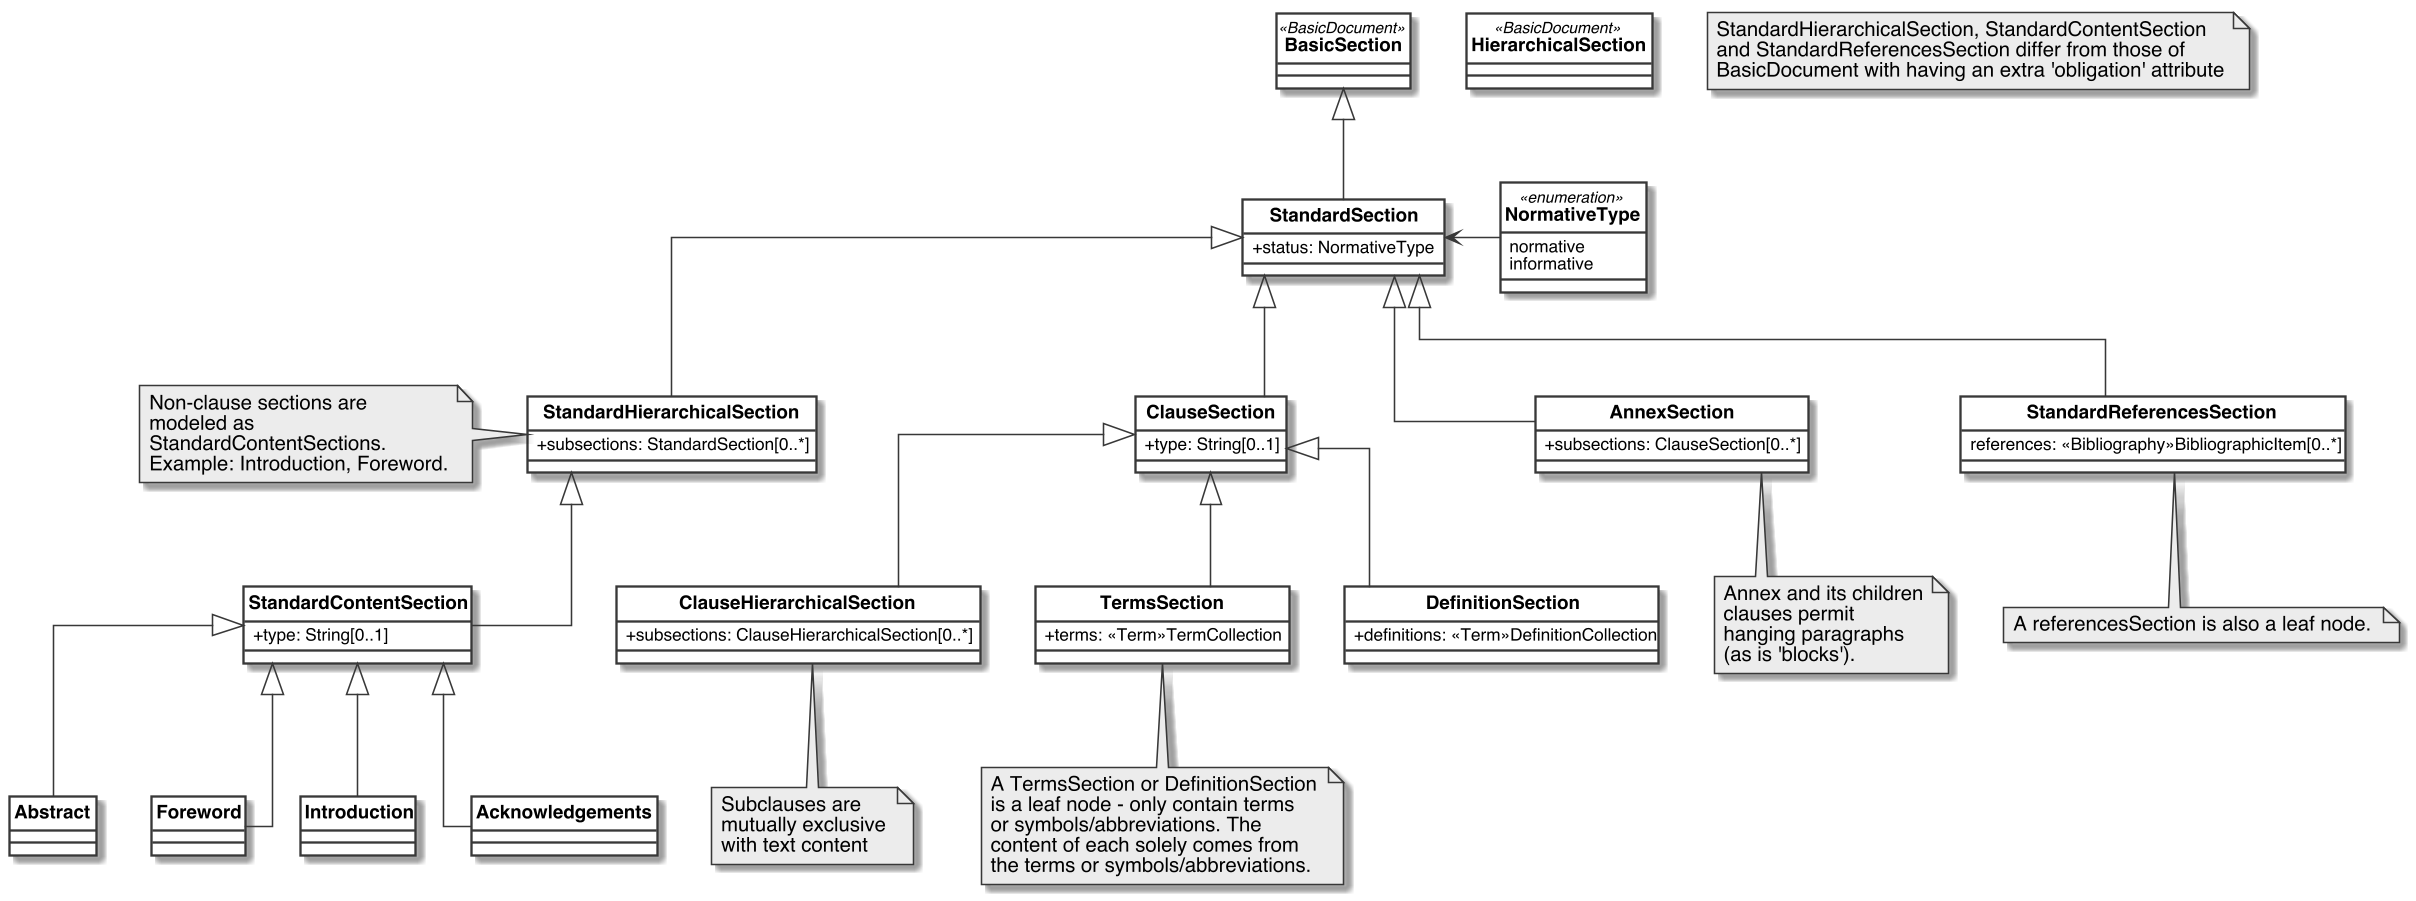 «BasicDocument»
BasicSection
«BasicDocument»
HierarchicalSection
StandardHierarchicalSection, StandardContentSection
and StandardReferencesSection differ from those of
BasicDocument with having an extra 'obligation' attribute
StandardSection
+status: NormativeType
«enumeration»
NormativeType
normative
informative
Non-clause sections are
modeled as
StandardContentSections.
Example: Introduction, Foreword.
StandardHierarchicalSection
+subsections: StandardSection[0..*]
ClauseSection
+type: String[0..1]
AnnexSection
+subsections: ClauseSection[0..*]
StandardReferencesSection
references: «Bibliography»BibliographicItem[0..*]
StandardContentSection
+type: String[0..1]
ClauseHierarchicalSection
+subsections: ClauseHierarchicalSection[0..*]
TermsSection
+terms: «Term»TermCollection
DefinitionSection
+definitions: «Term»DefinitionCollection
Annex and its children
clauses permit
hanging paragraphs
(as is 'blocks').
A referencesSection is also a leaf node.
Abstract
Foreword
Introduction
Acknowledgements
Subclauses are
mutually exclusive
with text content
A TermsSection or DefinitionSection
is a leaf node - only contain terms
or symbols/abbreviations. The
content of each solely comes from
the terms or symbols/abbreviations.